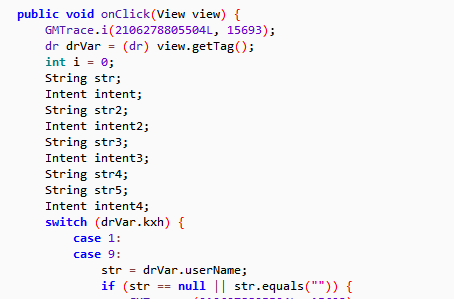 public void onClick(View view) {
GMTrace.i(2106278805504L, 15693);
dr drVar = (dr) view.getTag();
int i = 0;
String str;
Intent intent;
String str2;
Intent intent2;
String str3;
Intent intent3;
String str4;
String str5;
Intent intent4;
switch (drVar.kxh) {
case 1:
case 9:
str = drVar.userName;
if (str == null || str.equals("")) {